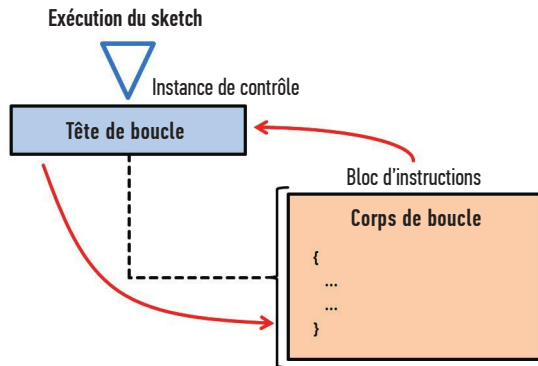 Exécution du sketch
Instance de contrôle
Tête de boucle
Bloc d'instructions
Corps de boucle
{
...
...
}